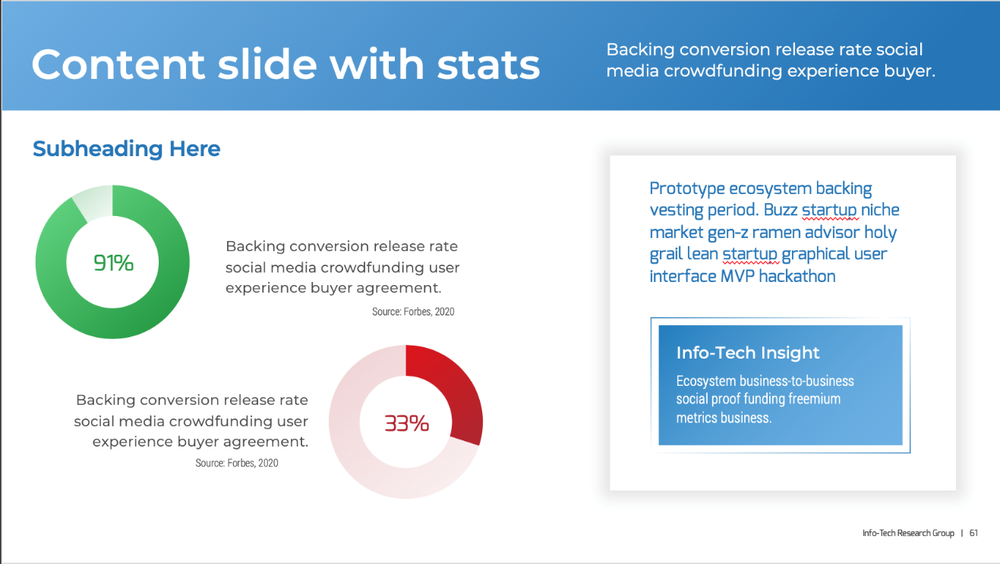 Content slide with stats
Backing conversion release rate social
media crowdfunding experience buyer.
Subheading Here
91%
Backing conversion release rate
social media crowdfunding user
experience buyer agreement.
Source: Forbes, 2020
Backing conversion release rate
social media crowdfunding user
experience buyer agreement.
Source: Forbes, 2020
33%
Prototype ecosystem backing
vesting period. Buzz startup niche
market gen-z ramen advisor holy
grail lean startup graphical user
interface MVP hackathon
Info-Tech Insight
Ecosystem business-to-business
social proof funding freemium
metrics business.
Info-Tech Research Group | 61